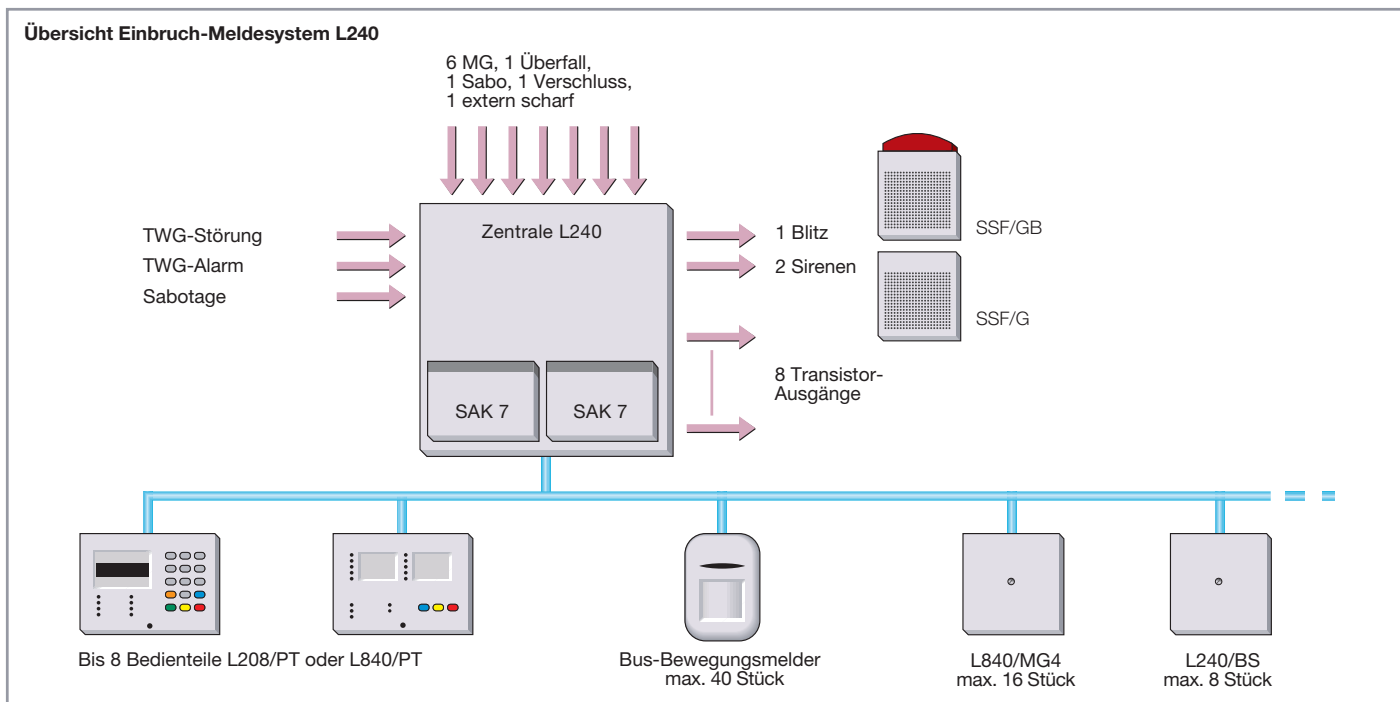 Übersicht Einbruch-Meldesystem L240
6 MG, 1 Überfall,
1 Sabo, 1 Verschluss,
1 extern scharf
TWG-Störung
TWG-Alarm
Sabotage
Zentrale L240
1 Blitz
2 Sirenen
SSF/GB
SSF/G
8 Transistor-
Ausgänge
SAK 7
SAK 7
Bis 8 Bedienteile L208/PT oder L840/PT
Bus-Bewegungsmelder
max. 40 Stück
L840/MG4
max. 16 Stück
L240/BS
max. 8 Stück